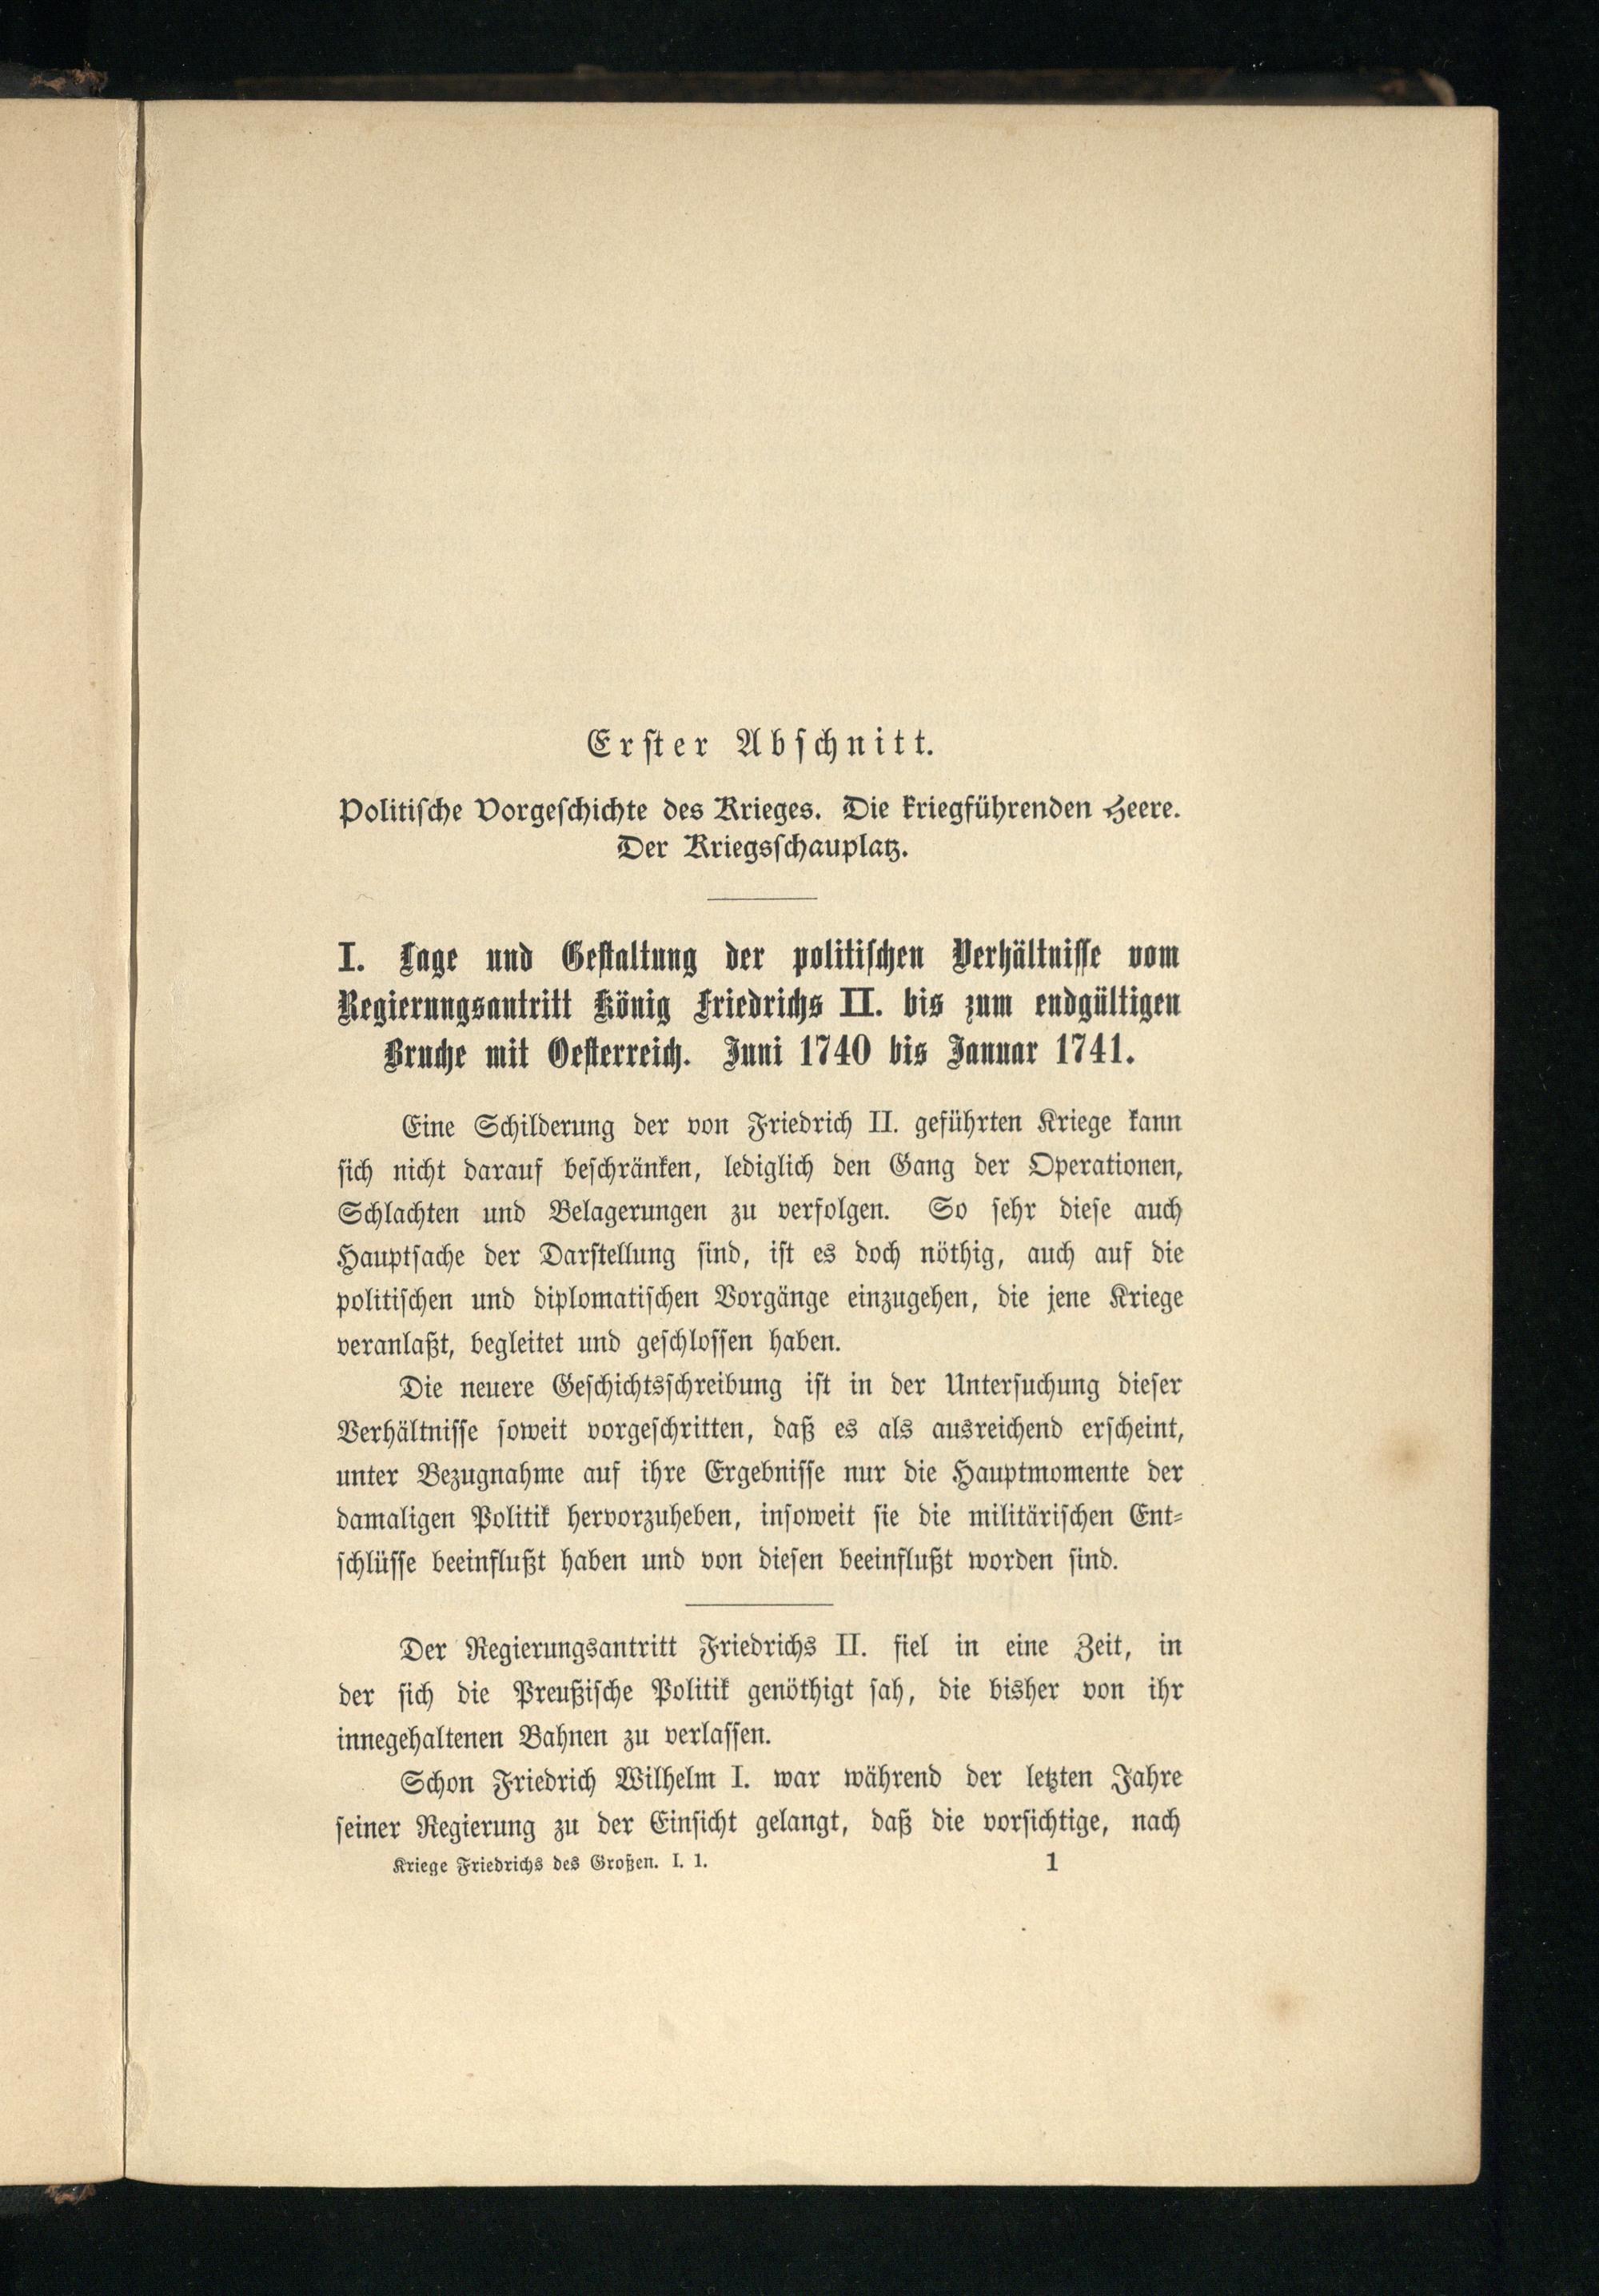 Erster Abschnitt.
Politische Vorgeschichte des Krieges. Die kriegführenden Heere.
Der Kriegsschauplatz.
I. Lage und Gestaltung der politischen Verhältnisse vom
Regierungsantritt König Friedrichs II. bis zum endgültigen
Bruche mit Oesterreich. Juni 1740 bis Januar 1741.
Eine Schilderung der von Friedrich II. geführten Kriege kann
sich nicht darauf beschränken, lediglich den Gang der Operationen,
Schlachten und Belagerungen zu verfolgen. So sehr diese auch
Hauptsache der Darstellung sind, ist es doch nöthig, auch auf die
politischen und diplomatischen Vorgänge einzugehen, die jene Kriege
veranlaßt, begleitet und geschlossen haben.
Die neuere Geschichtsschreibung ist in der Untersuchung dieser
Verhältnisse soweit vorgeschritten, daß es als ausreichend erscheint,
unter Bezugnahme auf ihre Ergebnisse nur die Hauptmomente der
damaligen Politik hervorzuheben, insoweit sie die militärischen Ent-
schlüsse beeinflußt haben und von diesen beeinflußt worden sind.
Der Regierungsantritt Friedrichs II. fiel in eine Zeit, in
der sich die Preußische Politik genöthigt sah, die bisher von ihr
innegehaltenen Bahnen zu verlassen.
Schon Friedrich Wilhelm I. war während der letzten Jahre
seiner Regierung zu der Einsicht gelangt, daß die vorsichtige, nach
Kriege Friedrichs des Großen. I. 1. 1